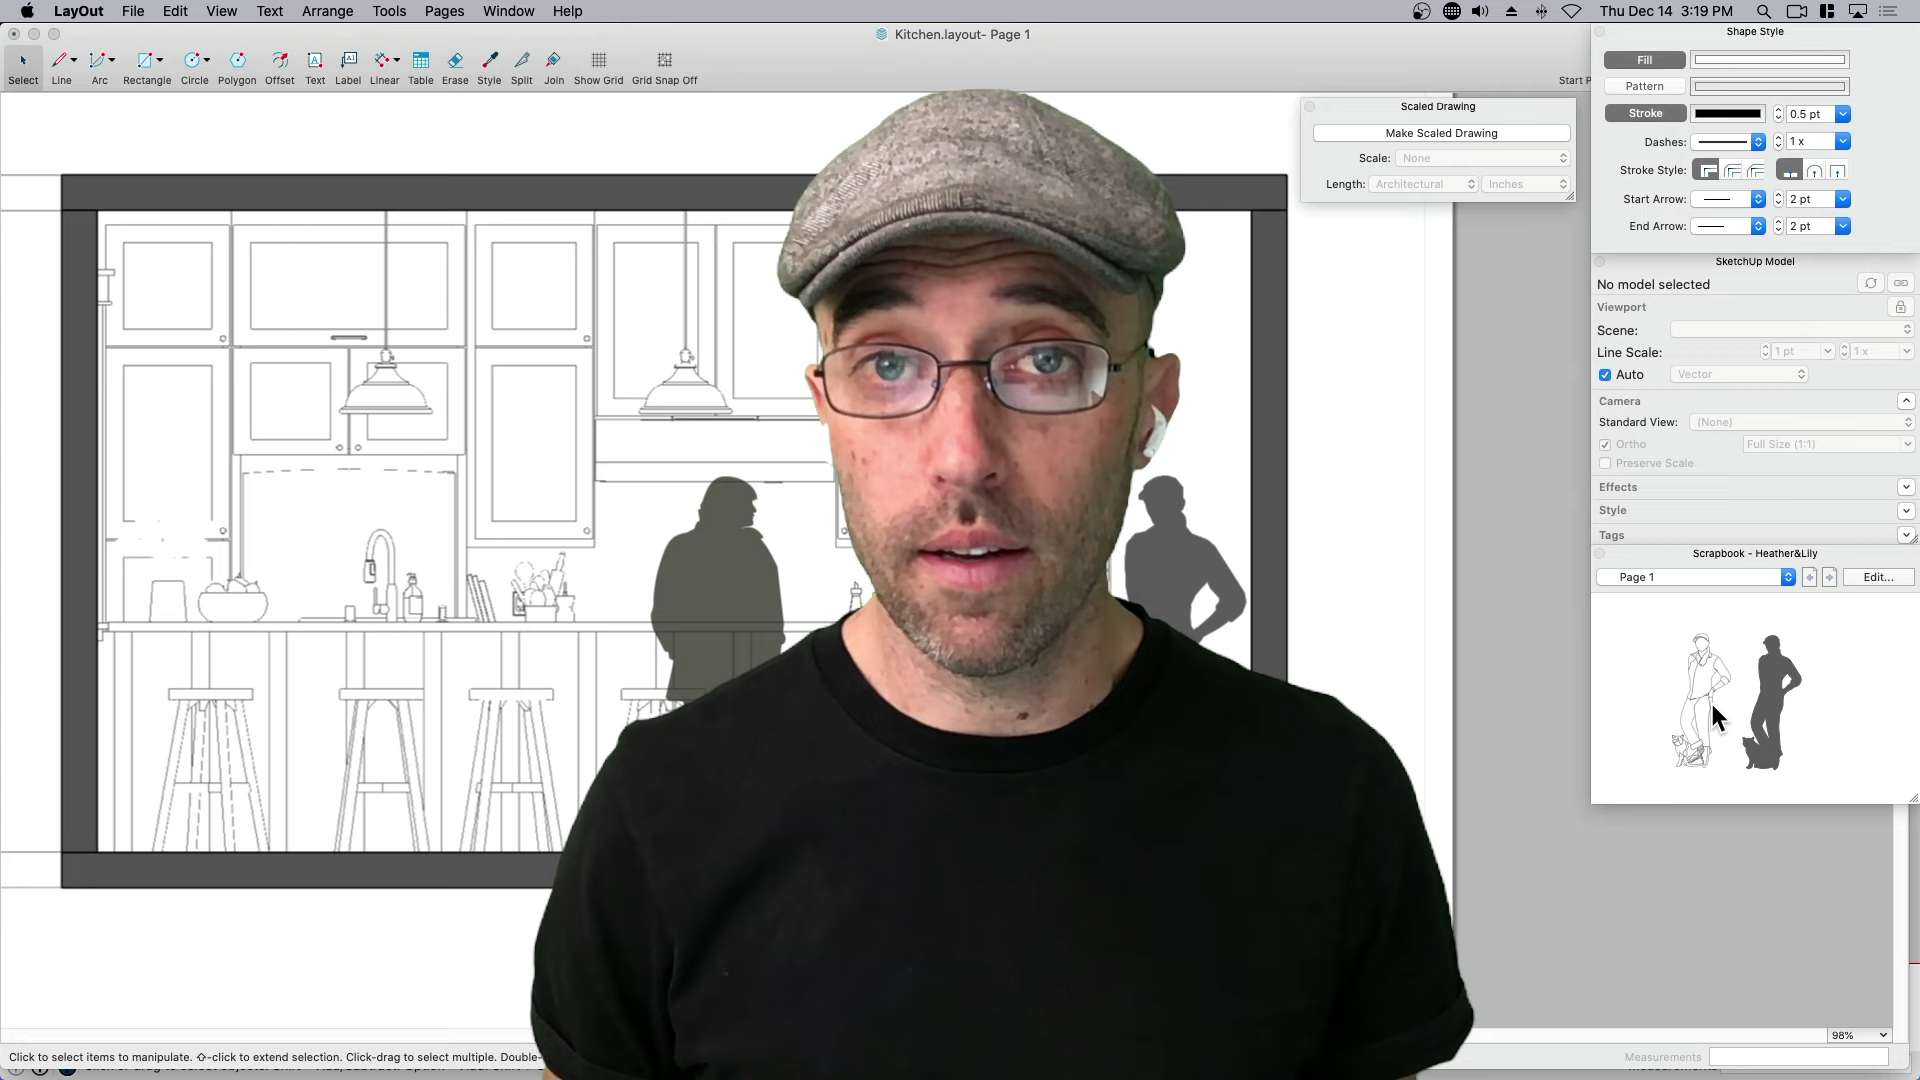 LayOut File Edit View Text Arrange Tools Pages Window Help
Thu Dec 14 3:19 PM
Kitchen.layout- Page 1
Select Line Arc Rectangle Circle Polygon Offset Text Label Linear Table Erase Style Split Join Show Grid Grid Snap Off
Start P
Scaled Drawing
Make Scaled Drawing
Scale: None
Length: Architectural Inches
Shape Style
Fill
Pattern
Stroke 0.5 pt
Dashes: 1 x
Stroke Style:
Start Arrow: 2 pt
End Arrow: 2 pt
SketchUp Model
No model selected
Viewport
Scene:
Line Scale: 1 pt 1 x
Auto Vector
Camera
Standard View: (None)
Ortho Full Size (1:1)
Preserve Scale
Effects
Style
Tags
Scrapbook - Heather&Lily
Page 1 Edit...
98%
Click to select items to manipulate. ⇧-click to extend selection. Click-drag to select multiple. Double-
Measurements